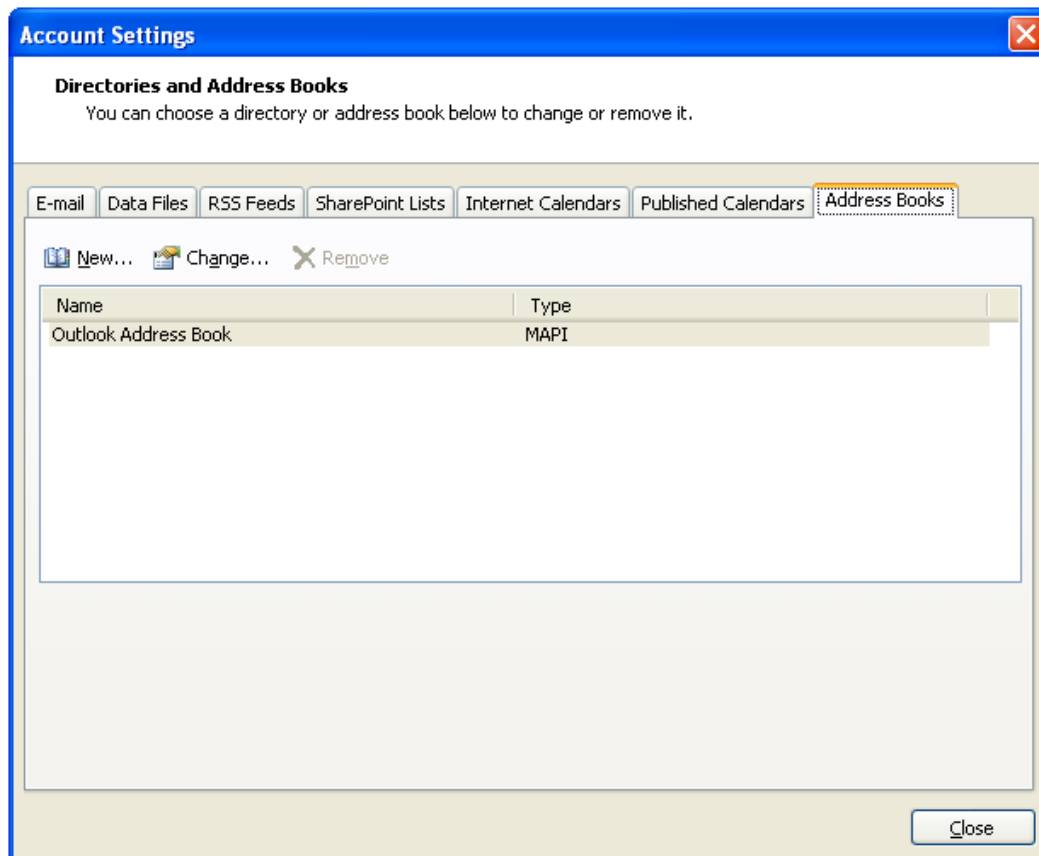 Account Settings
Directories and Address Books
You can choose a directory or address book below to change or remove it.
E-mail Data Files RSS Feeds SharePoint Lists Internet Calendars Published Calendars Address Books
New... Change... Remove
Name Type
Outlook Address Book MAPI
Close